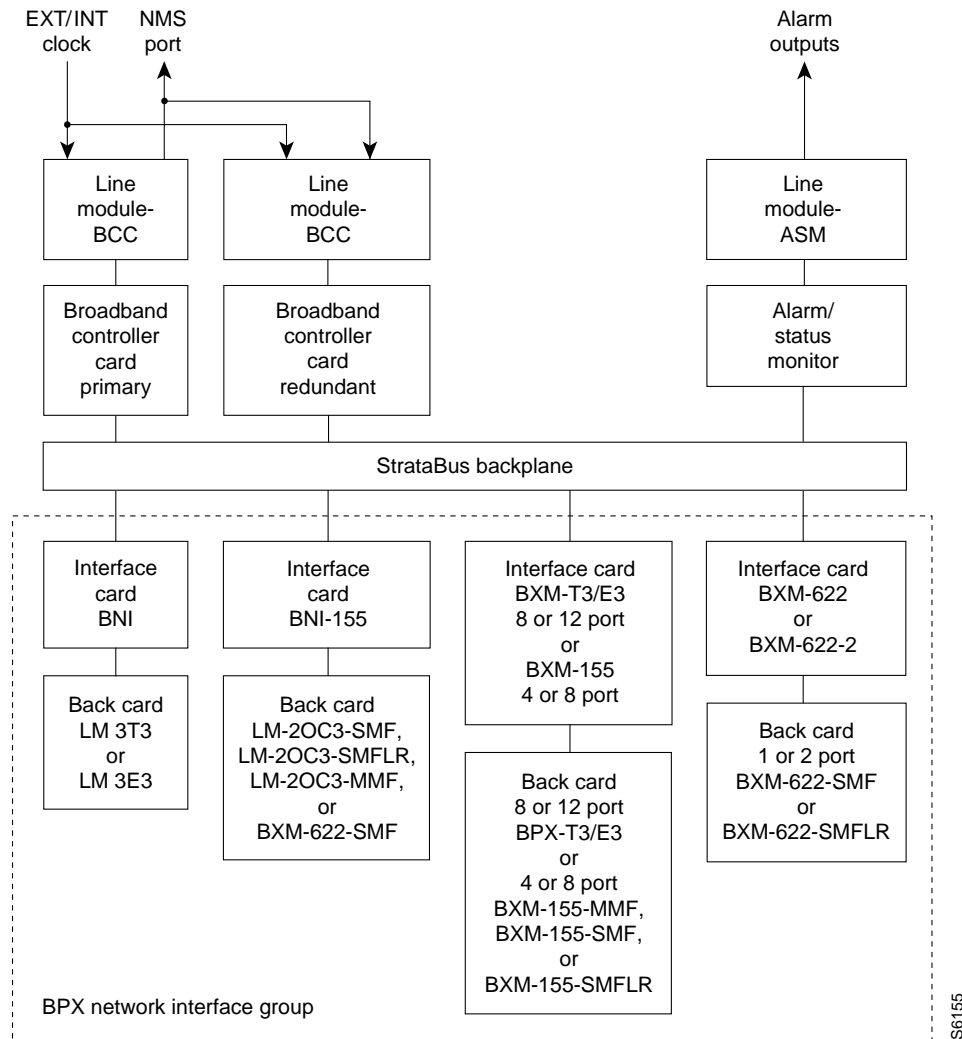 EXT/INT
clock
NMS
port
Alarm
outputs
Line
module-
BCC
Line
module-
BCC
Line
module-
ASM
Broadband
controller
card
primary
Broadband
controller
card
redundant
Alarm/
status
monitor
StrataBus backplane
Interface
card
BNI
Interface
card
BNI-155
Interface card
BXM-T3/E3
8 or 12 port
or
BXM-155
4 or 8 port
Interface card
BXM-622
or
BXM-622-2
Back card
LM 3T3
or
LM 3E3
Back card
LM-2OC3-SMF,
LM-2OC3-SMFLR,
LM-2OC3-MMF,
or
BXM-622-SMF
Back card
8 or 12 port
BPX-T3/E3
or
4 or 8 port
BXM-155-MMF,
BXM-155-SMF,
or
BXM-155-SMFLR
Back card
1 or 2 port
BXM-622-SMF
or
BXM-622-SMFLR
BPX network interface group
S6155